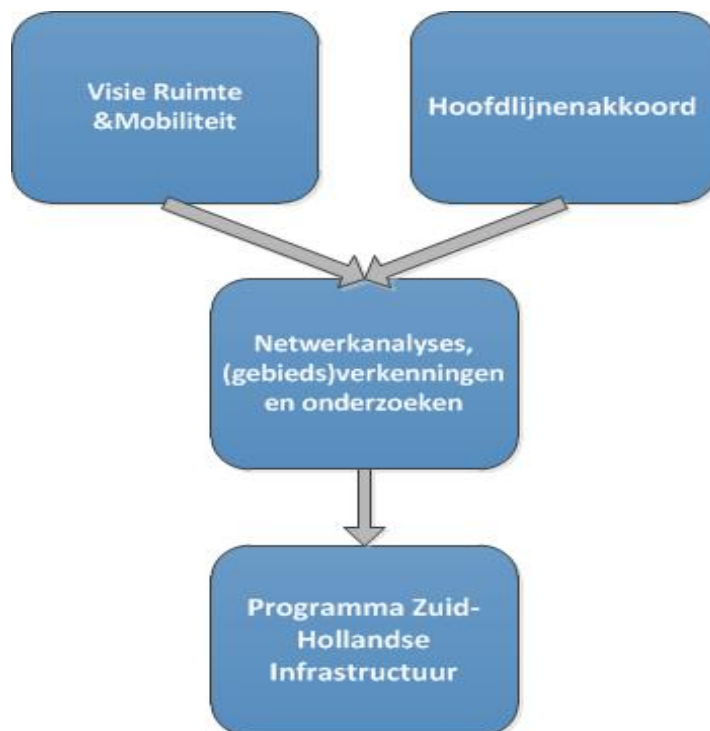 Visie Ruimte
&Mobiliteit
Hoofdlijnenakkoord
Netwerkanalyses,
(gebieds)verkenningen
en onderzoeken
Programma Zuid-
Hollandse
Infrastructuur